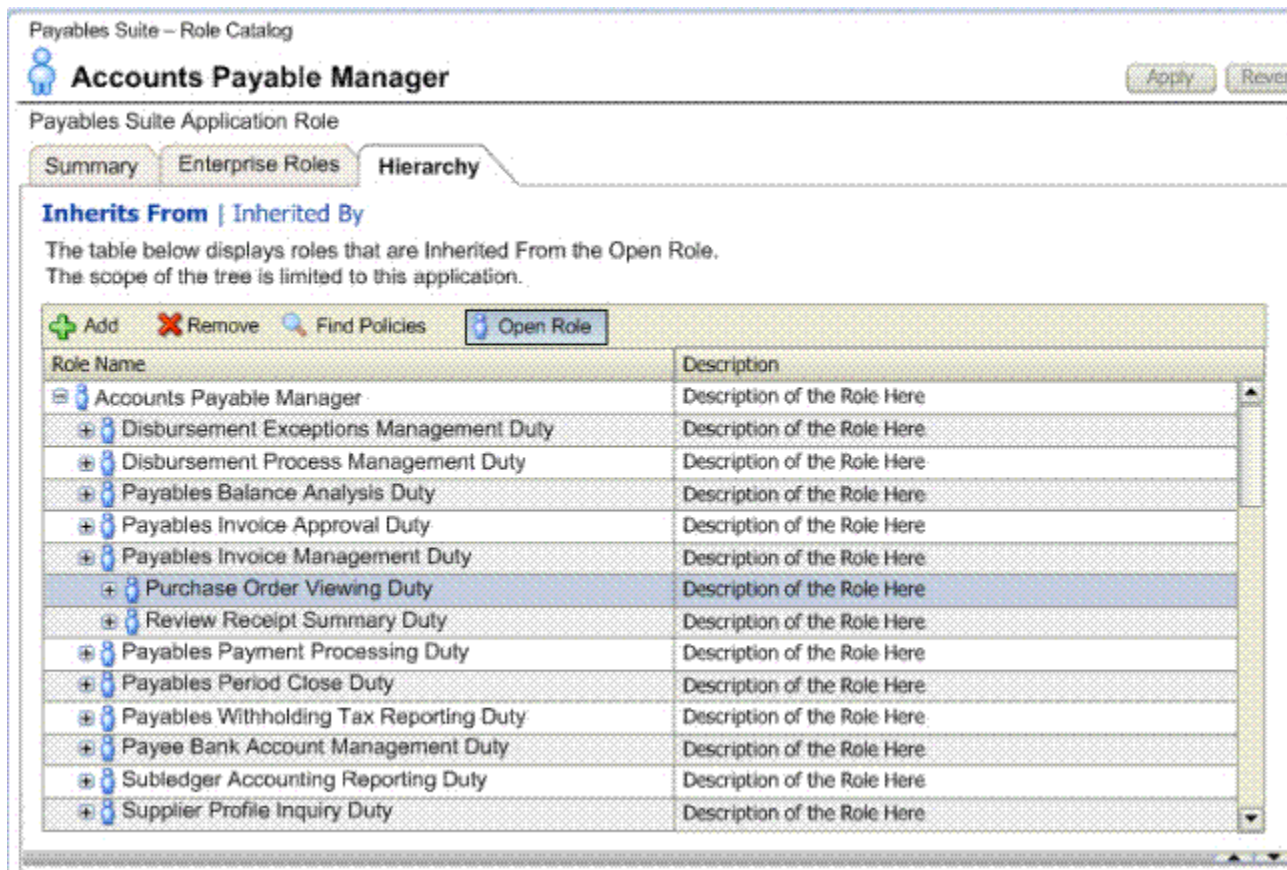 Payables Suite – Role Catalog
Accounts Payable Manager
Apply
Payables Suite Application Role
Summary Enterprise Roles Hierarchy
Inherits From | Inherited By
The table below displays roles that are Inherited From the Open Role.
The scope of the tree is limited to this application.
Add Remove Find Policies Open Role
Role Name Description
Accounts Payable Manager Description of the Role Here
Disbursement Exceptions Management Duty Description of the Role Here
Disbursement Process Management Duty Description of the Role Here
Payables Balance Analysis Duty Description of the Role Here
Payables Invoice Approval Duty Description of the Role Here
Payables Invoice Management Duty Description of the Role Here
Purchase Order Viewing Duty Description of the Role Here
Review Receipt Summary Duty Description of the Role Here
Payables Payment Processing Duty Description of the Role Here
Payables Period Close Duty Description of the Role Here
Payables Withholding Tax Reporting Duty Description of the Role Here
Payee Bank Account Management Duty Description of the Role Here
Subledger Accounting Reporting Duty Description of the Role Here
Supplier Profile Inquiry Duty Description of the Role Here